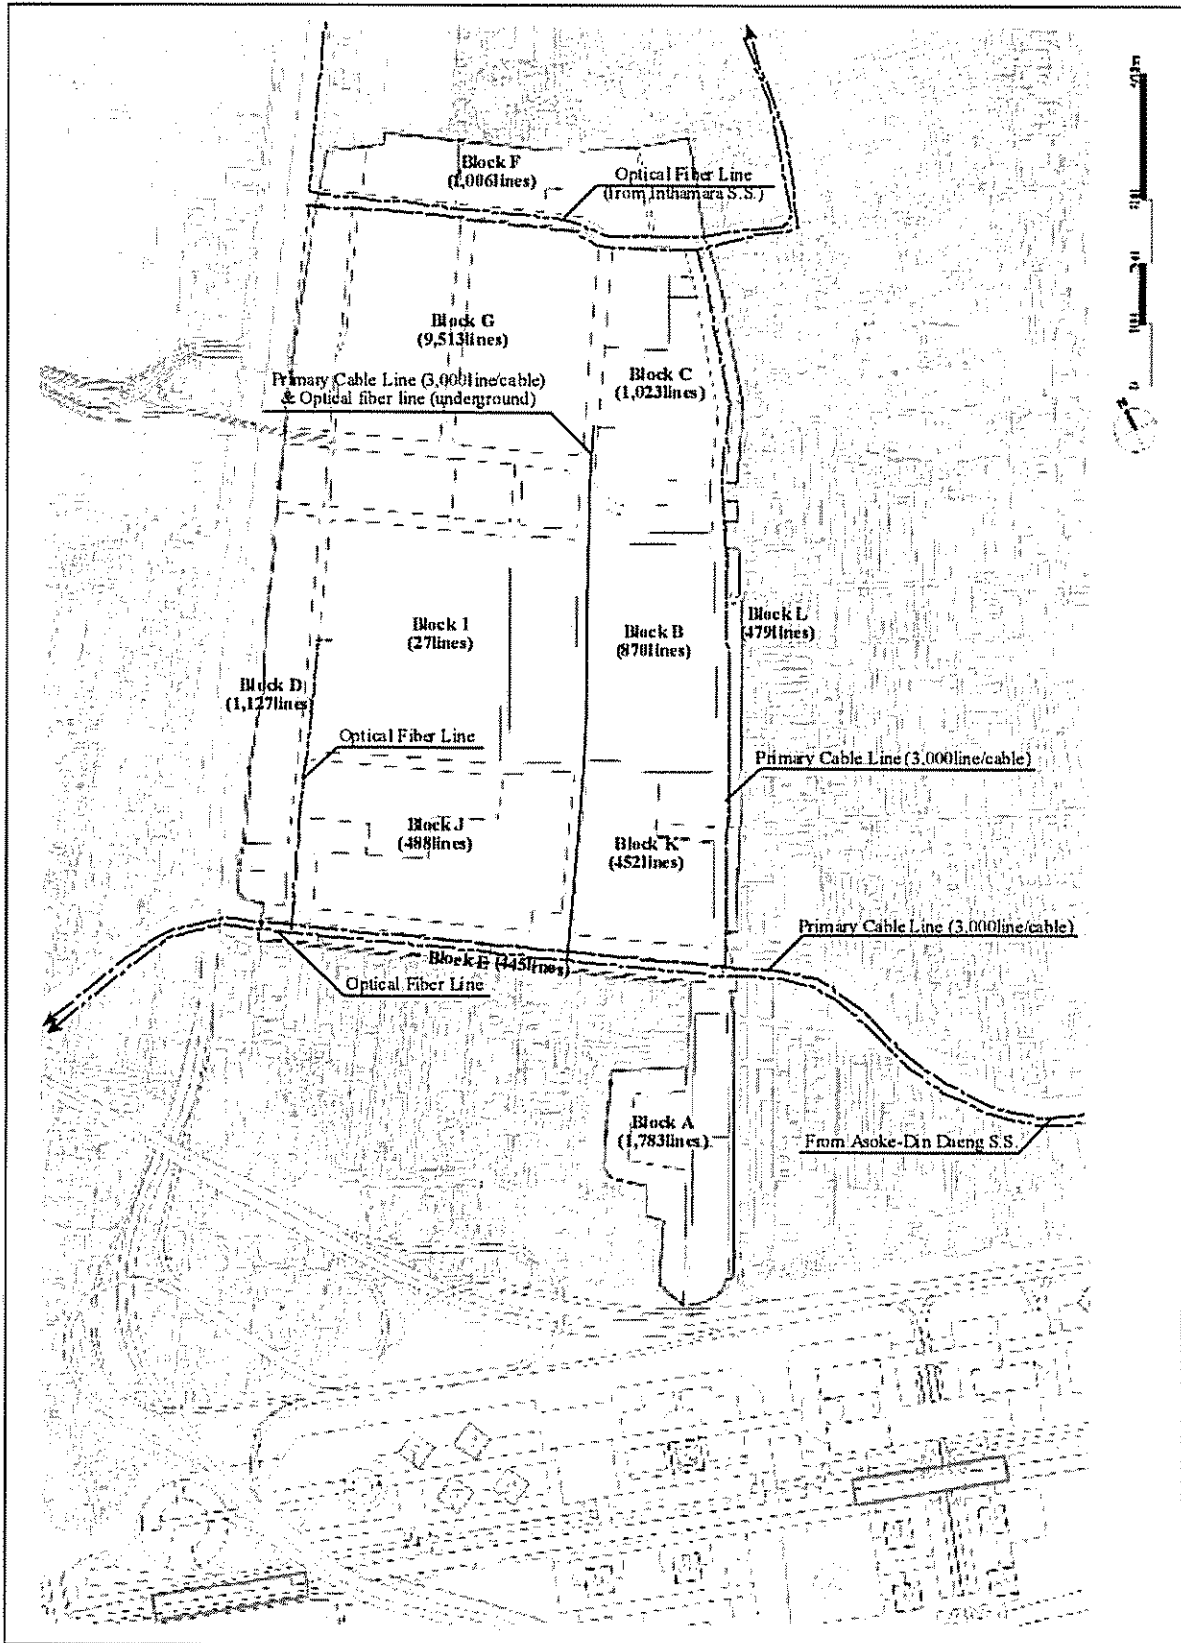 Block F
(1,006lines)
Optical Fiber Line
(from Inthamara S.S.)
Block G
(9,513lines)
Primary Cable Line (3,000line/cable)
& Optical fiber line (underground)
Block C
(1,023lines)
Block I
(27lines)
Block B
(870lines)
Block L
(479lines)
Block D
(1,127lines)
Optical Fiber Line
Primary Cable Line (3,000line/cable)
Block J
(488lines)
Block K
(452lines)
Primary Cable Line (3,000line/cable)
Block E (445lines)
Optical Fiber Line
Block A
(1,783lines)
From Asoke-Din Daeng S.S.